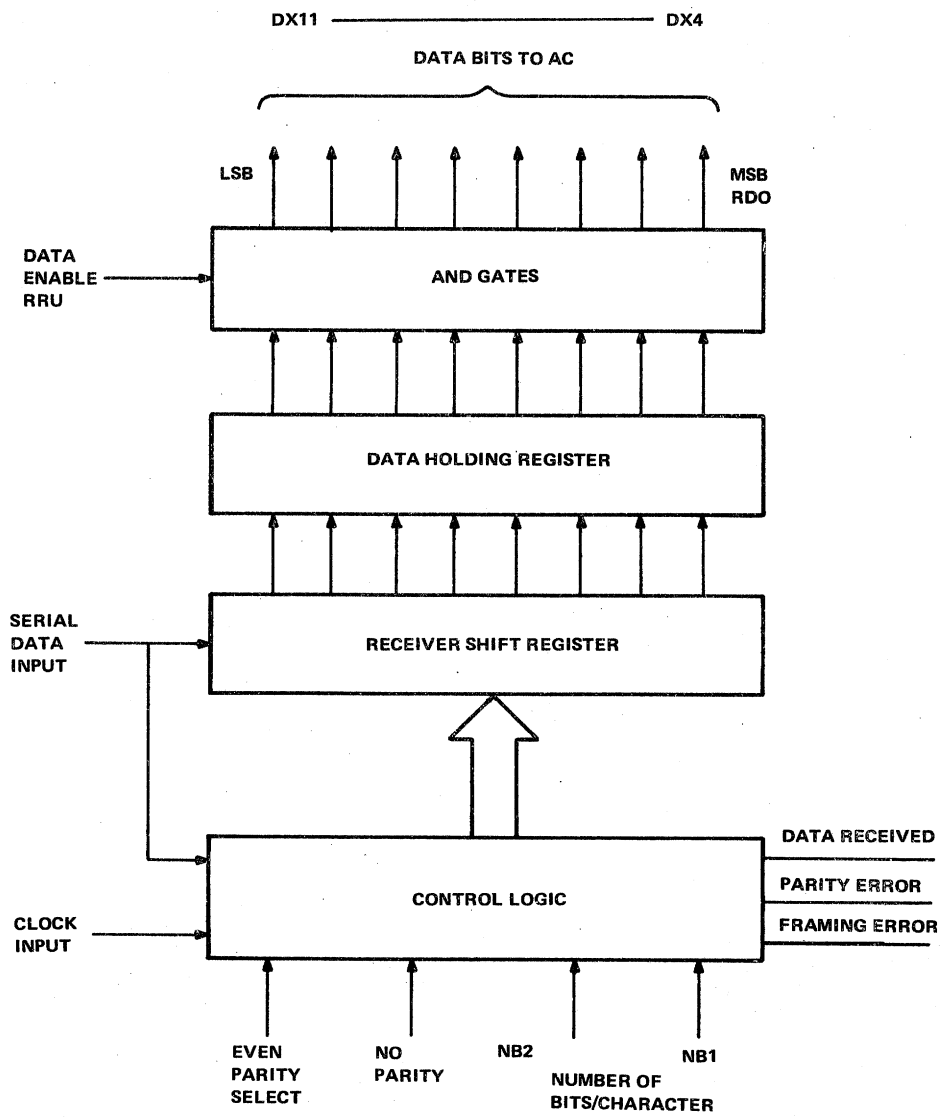 DX11 DX4
DATA BITS TO AC
LSB
MSB
RDO
DATA
ENABLE
RRU
AND GATES
DATA HOLDING REGISTER
SERIAL
DATA
INPUT
RECEIVER SHIFT REGISTER
DATA RECEIVED
PARITY ERROR
FRAMING ERROR
CONTROL LOGIC
CLOCK
INPUT
EVEN
PARITY
SELECT
NO
PARITY
NB2
NB1
NUMBER OF
BITS/CHARACTER